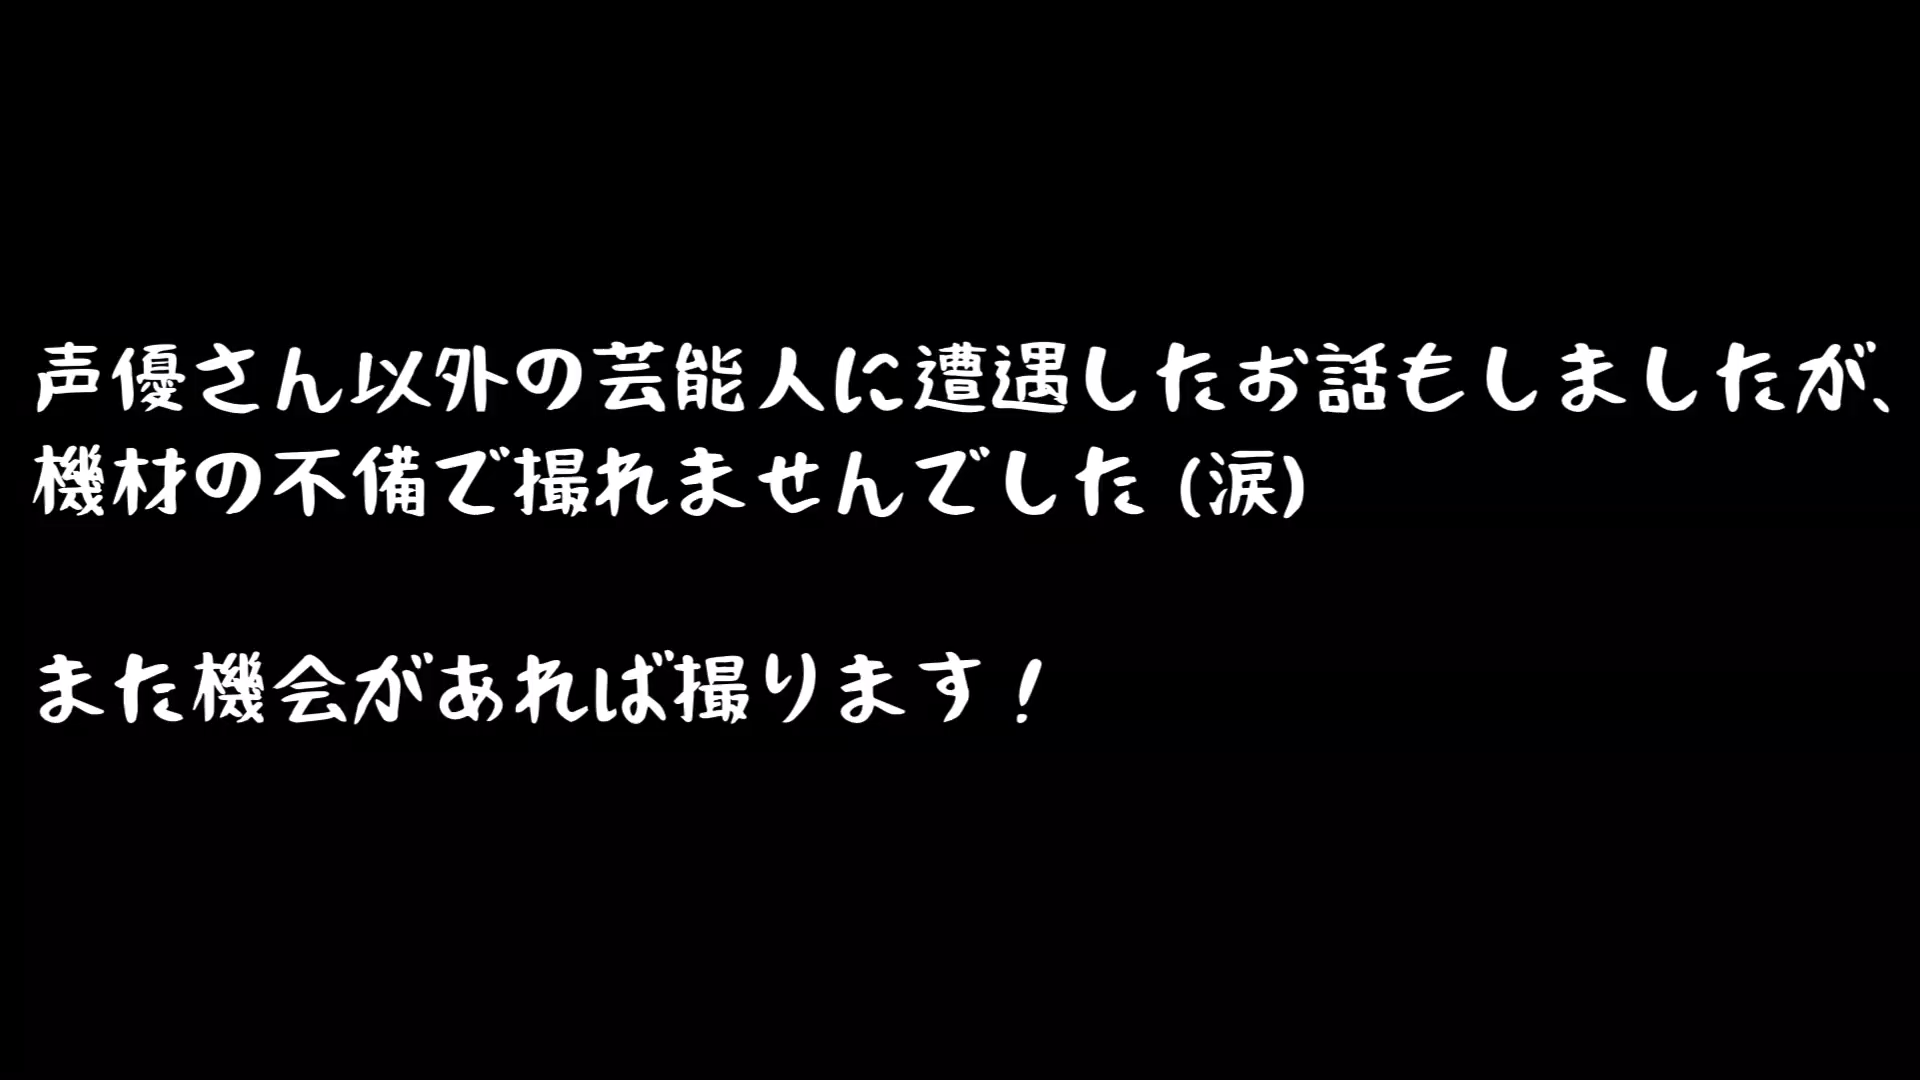 声優さん以外の芸能人に遭遇したお話もしましたが、
機材の不備で撮れませんでした (涙)
また機会があれば撮ります！